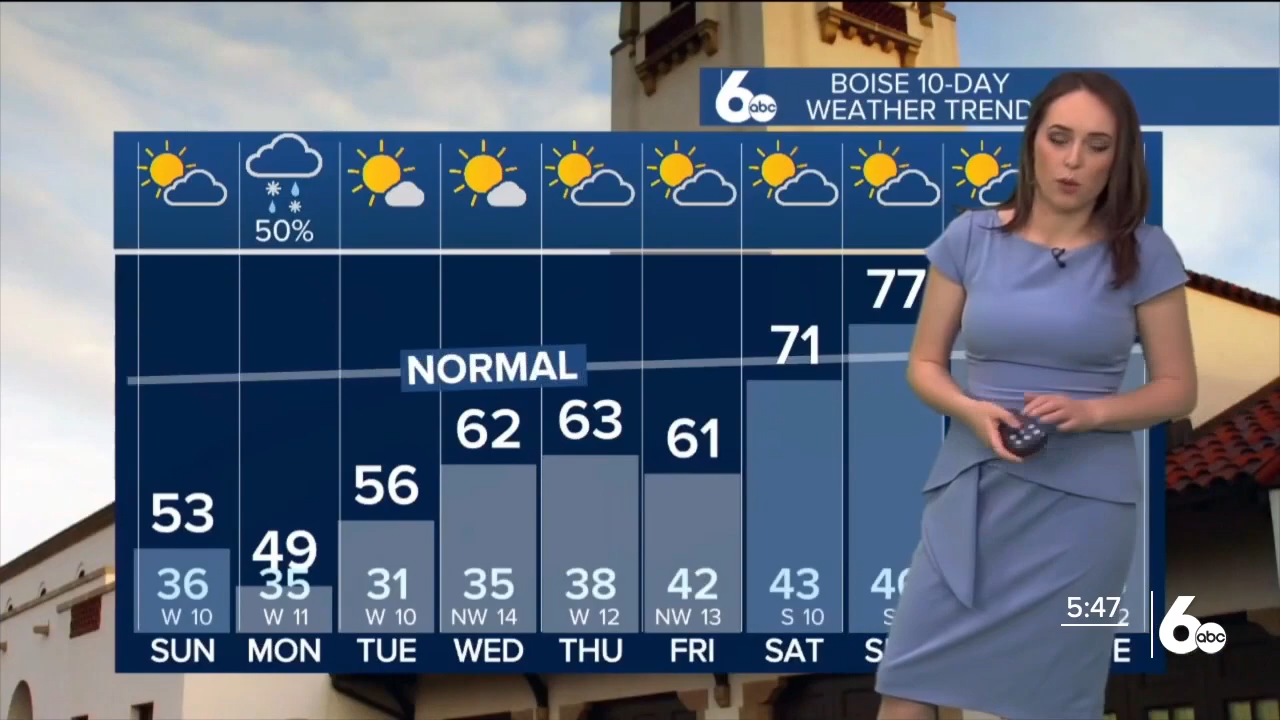 6abc
BOISE 10-DAY
WEATHER TREND
50%
NORMAL
53 49 56 62 63 61 71 77
36 35 31 35 38 42 43
W 10 W 11 W 10 NW 14 W 12 NW 13 S 10
SUN MON TUE WED THU FRI SAT
5:47
6abc